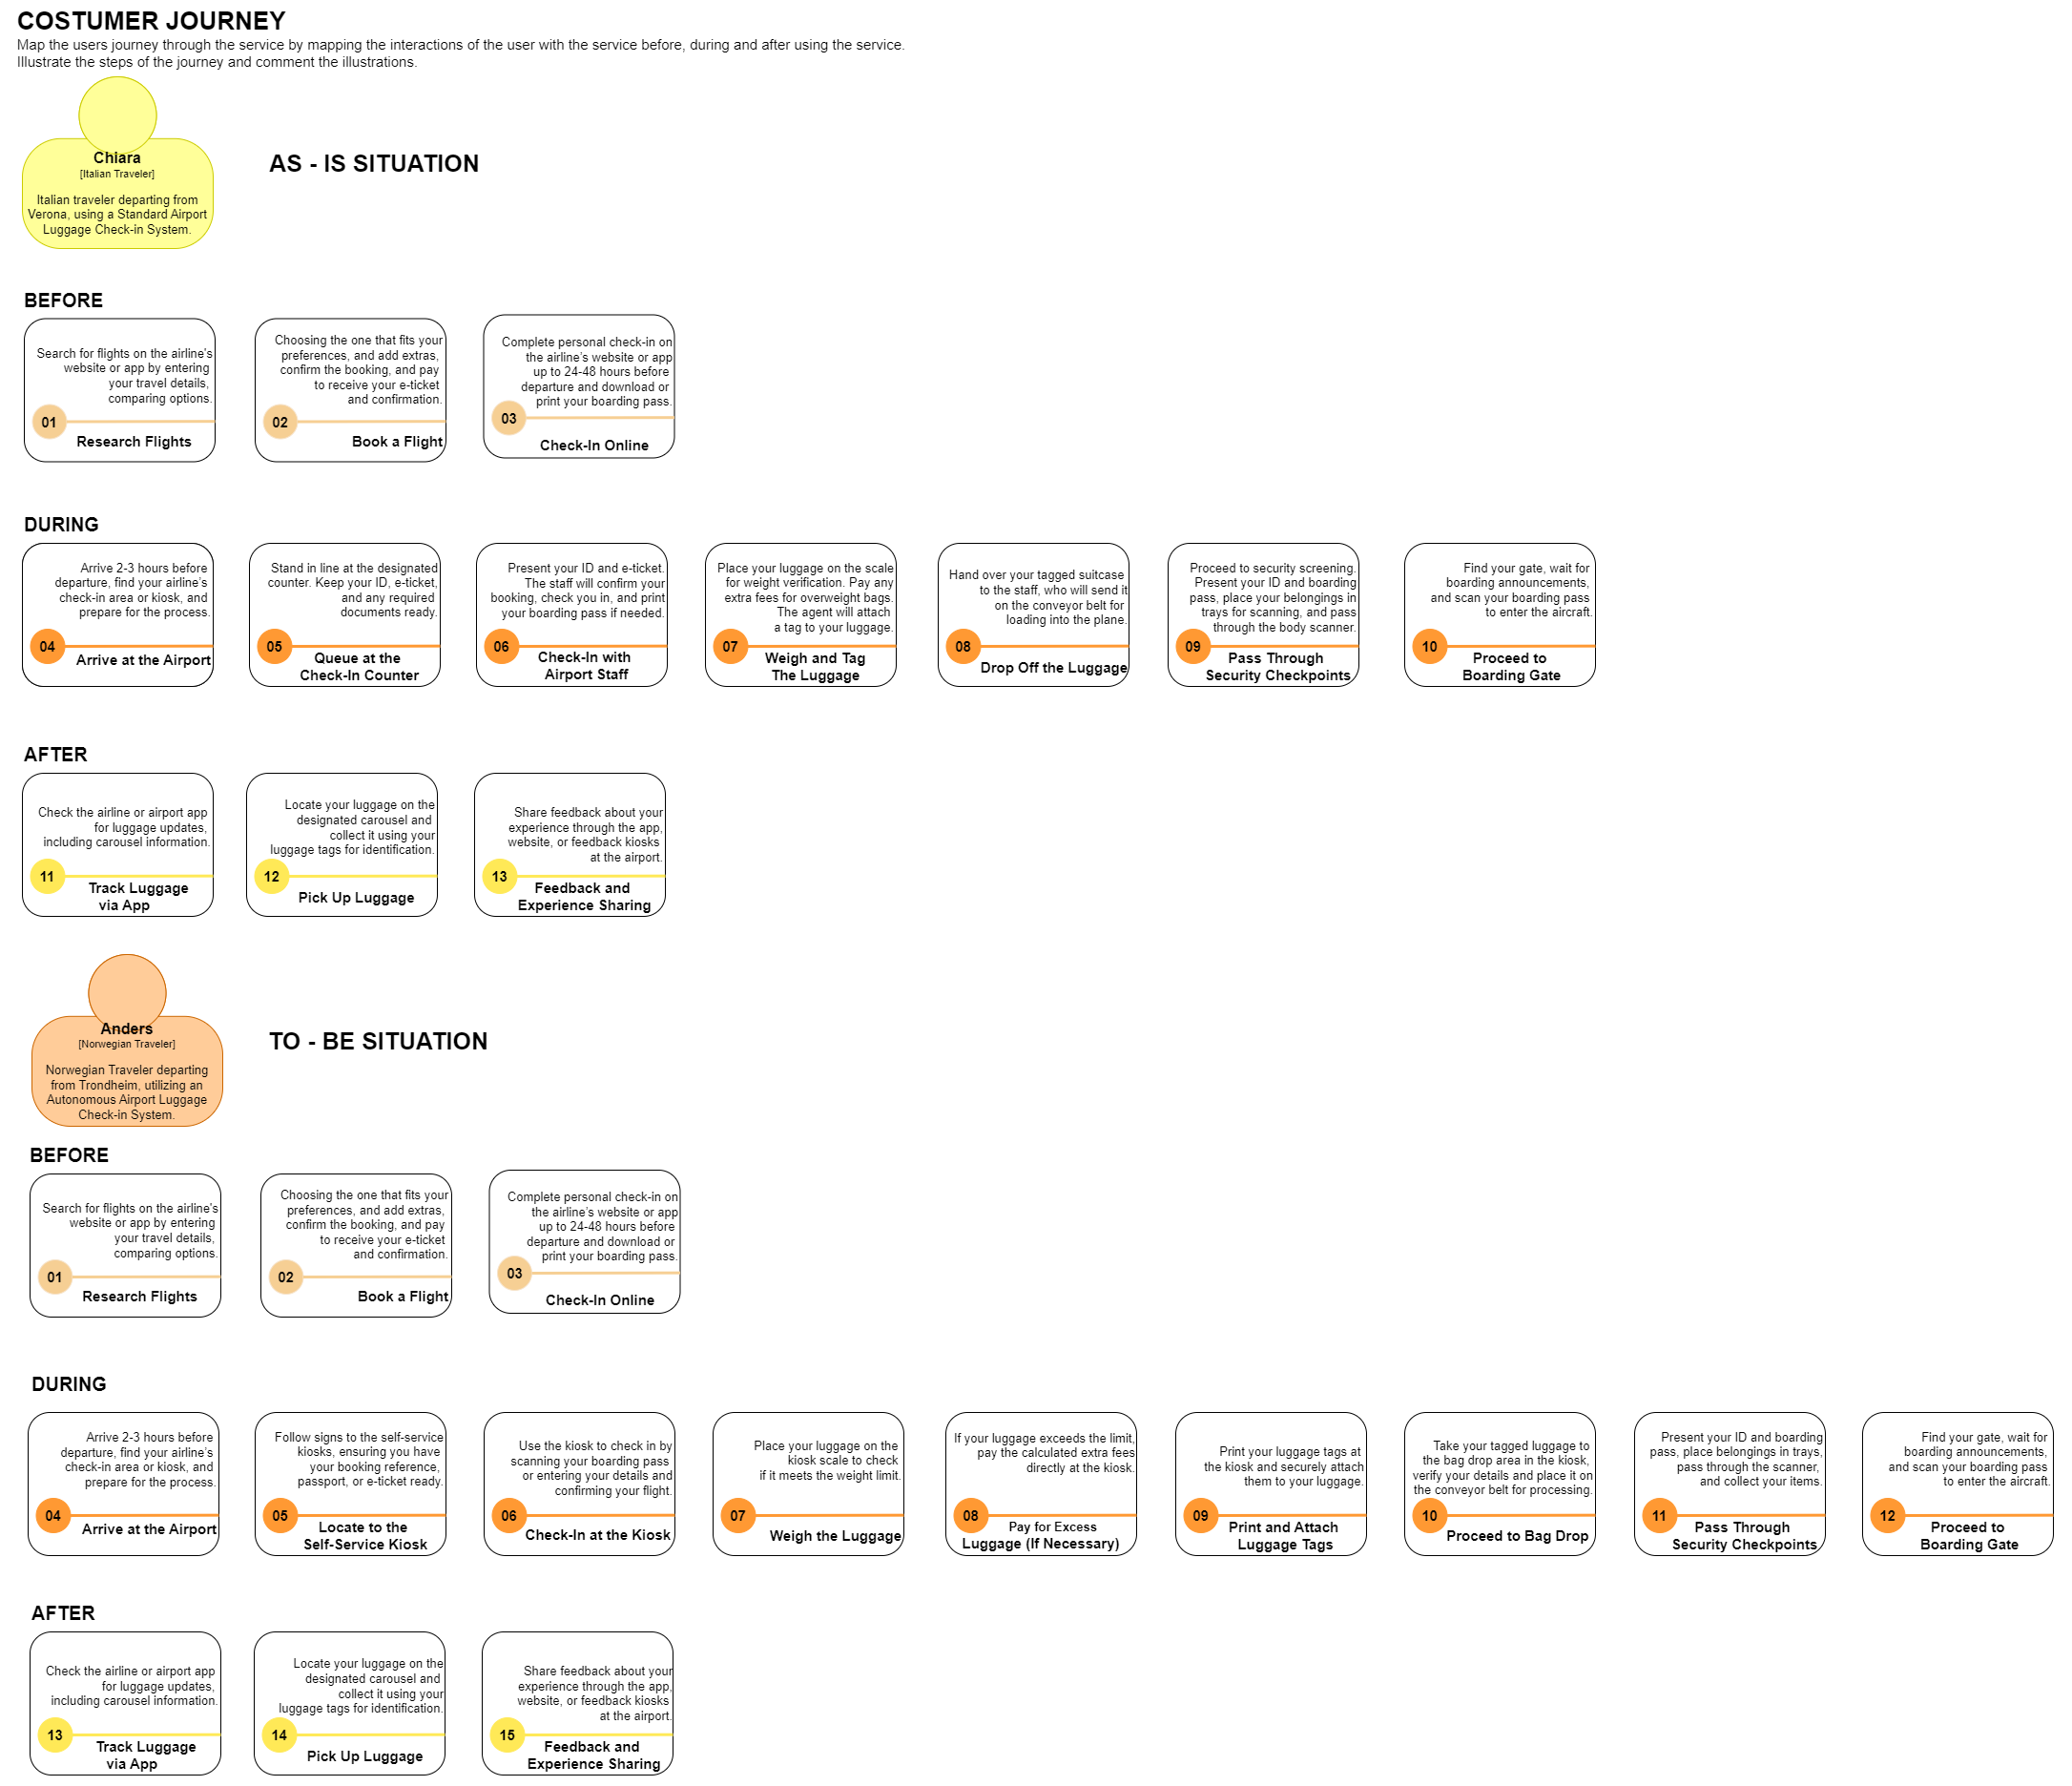 COSTUMER JOURNEY
Map the users journey through the service by mapping the interactions of the user with the service before, during and after using the service.
Illustrate the steps of the journey and comment the illustrations.
Chiara
[Italian Traveler]
Italian traveler departing from
Verona, using a Standard Airport
Luggage Check-in System.
AS - IS SITUATION
BEFORE
Search for flights on the airline's
website or app by entering
your travel details,
comparing options.
01
Research Flights
Choosing the one that fits your
preferences, and add extras,
confirm the booking, and pay
to receive your e-ticket
and confirmation.
02
Book a Flight
Complete personal check-in on
the airline's website or app
up to 24-48 hours before
departure and download or
print your boarding pass.
03
Check-In Online
DURING
Arrive 2-3 hours before
departure, find your airline's
check-in area or kiosk, and
prepare for the process.
04
Arrive at the Airport
Stand in line at the designated
counter. Keep your ID, e-ticket,
and any required
documents ready.
05
Queue at the
Check-In Counter
Present your ID and e-ticket.
The staff will confirm your
booking, check you in, and print
your boarding pass if needed.
06
Check-In with
Airport Staff
Place your luggage on the scale
for weight verification. Pay any
extra fees for overweight bags.
The agent will attach
a tag to your luggage.
07
Weigh and Tag
The Luggage
Hand over your tagged suitcase
to the staff, who will send it
on the conveyor belt for
loading into the plane.
08
Drop Off the Luggage
Proceed to security screening.
Present your ID and boarding
pass, place your belongings in
trays for scanning, and pass
through the body scanner.
09
Pass Through
Security Checkpoints
Find your gate, wait for
boarding announcements,
and scan your boarding pass
to enter the aircraft.
10
Proceed to
Boarding Gate
AFTER
Check the airline or airport app
for luggage updates,
including carousel information.
11
Track Luggage
via App
Locate your luggage on the
designated carousel and
collect it using your
luggage tags for identification.
12
Pick Up Luggage
Share feedback about your
experience through the app,
website, or feedback kiosks
at the airport.
13
Feedback and
Experience Sharing
Anders
[Norwegian Traveler]
Norwegian Traveler departing
from Trondheim, utilizing an
Autonomous Airport Luggage
Check-in System.
TO - BE SITUATION
BEFORE
Search for flights on the airline's
website or app by entering
your travel details,
comparing options.
01
Research Flights
Choosing the one that fits your
preferences, and add extras,
confirm the booking, and pay
to receive your e-ticket
and confirmation.
02
Book a Flight
Complete personal check-in on
the airline's website or app
up to 24-48 hours before
departure and download or
print your boarding pass.
03
Check-In Online
DURING
Arrive 2-3 hours before
departure, find your airline's
check-in area or kiosk, and
prepare for the process.
04
Arrive at the Airport
Follow signs to the self-service
kiosks, ensuring you have
your booking reference,
passport, or e-ticket ready.
05
Locate to the
Self-Service Kiosk
Use the kiosk to check in by
scanning your boarding pass
or entering your details and
confirming your flight.
06
Check-In at the Kiosk
Place your luggage on the
kiosk scale to check
if it meets the weight limit.
07
Weigh the Luggage
If your luggage exceeds the limit,
pay the calculated extra fees
directly at the kiosk.
08
Pay for Excess
Luggage (If Necessary)
Print your luggage tags at
the kiosk and securely attach
them to your luggage.
09
Print and Attach
Luggage Tags
Take your tagged luggage to
the bag drop area in the kiosk,
verify your details and place it on
the conveyor belt for processing.
10
Proceed to Bag Drop
Present your ID and boarding
pass, place belongings in trays,
pass through the scanner,
and collect your items.
11
Pass Through
Security Checkpoints
Find your gate, wait for
boarding announcements,
and scan your boarding pass
to enter the aircraft.
12
Proceed to
Boarding Gate
AFTER
Check the airline or airport app
for luggage updates,
including carousel information.
13
Track Luggage
via App
Locate your luggage on the
designated carousel and
collect it using your
luggage tags for identification.
14
Pick Up Luggage
Share feedback about your
experience through the app,
website, or feedback kiosks
at the airport.
15
Feedback and
Experience Sharing